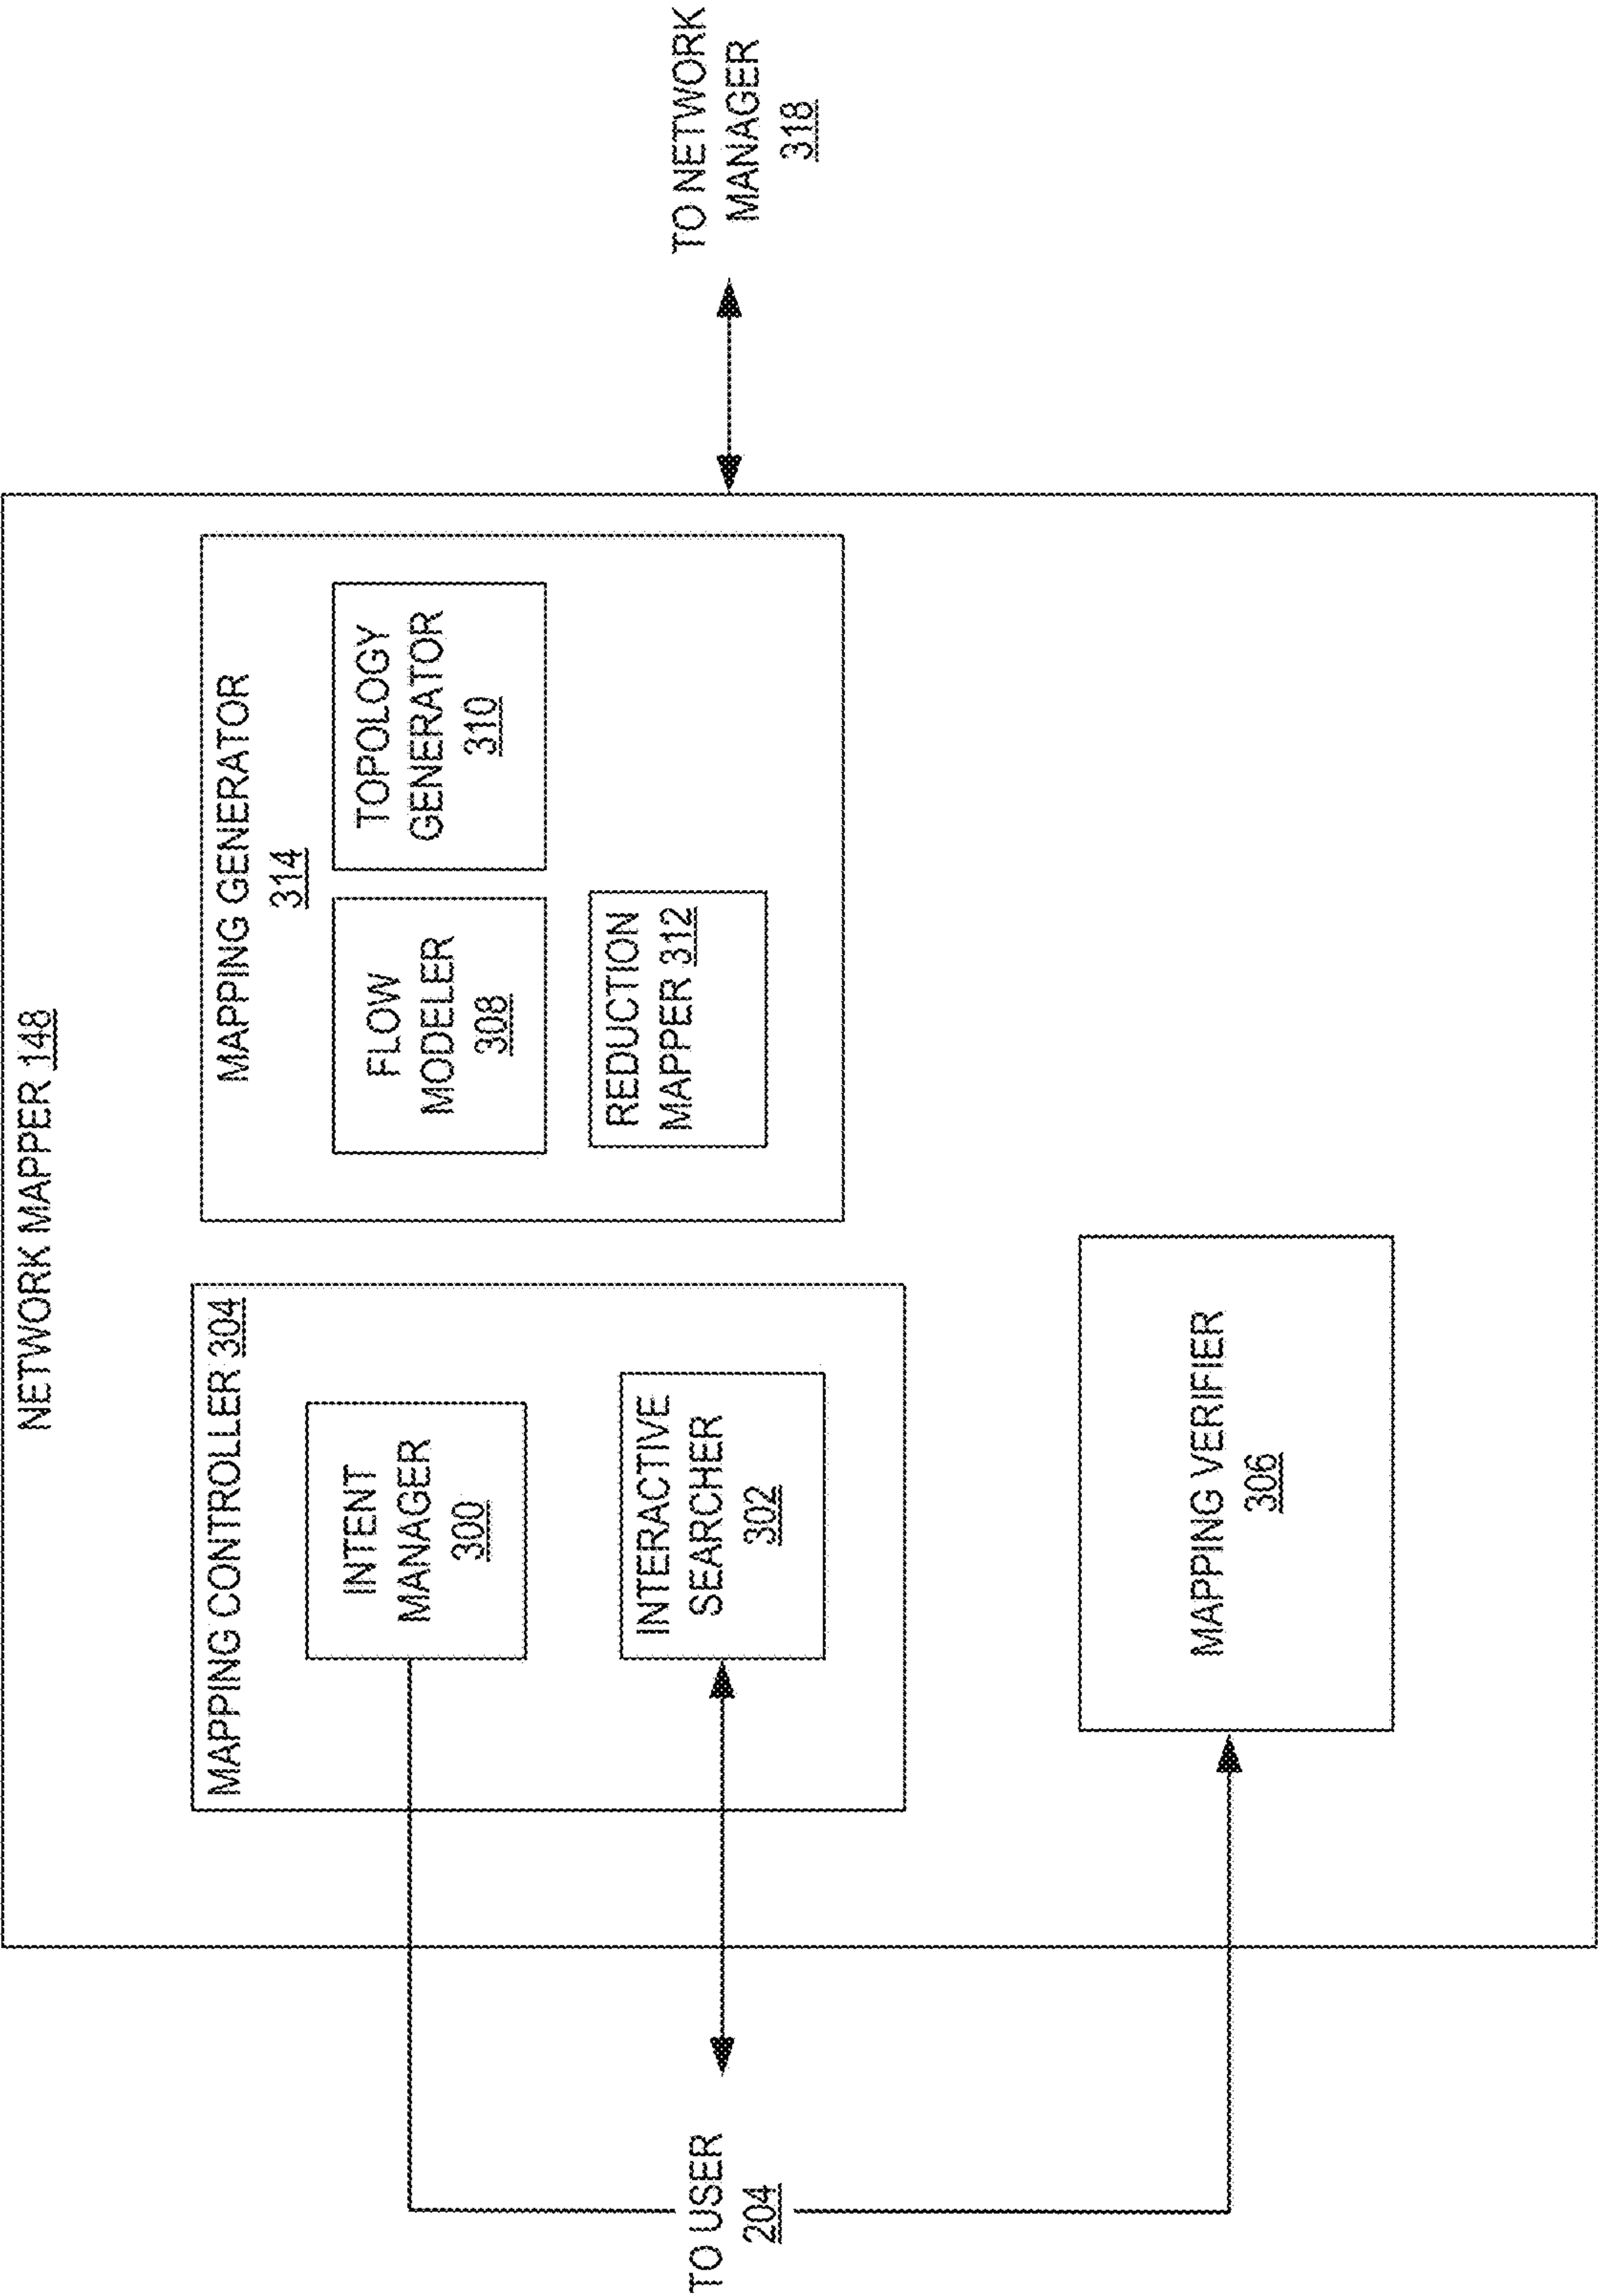 NETWORK MAPPER 148
MAPPING CONTROLLER 304
INTENT
MANAGER
300
INTERACTIVE
SEARCHER
302
MAPPING GENERATOR
314
FLOW
MODELER
308
TOPOLOGY
GENERATOR
310
REDUCTION
MAPPER 312
MAPPING VERIFIER
306
TO USER
204
TO NETWORK
MANAGER
318